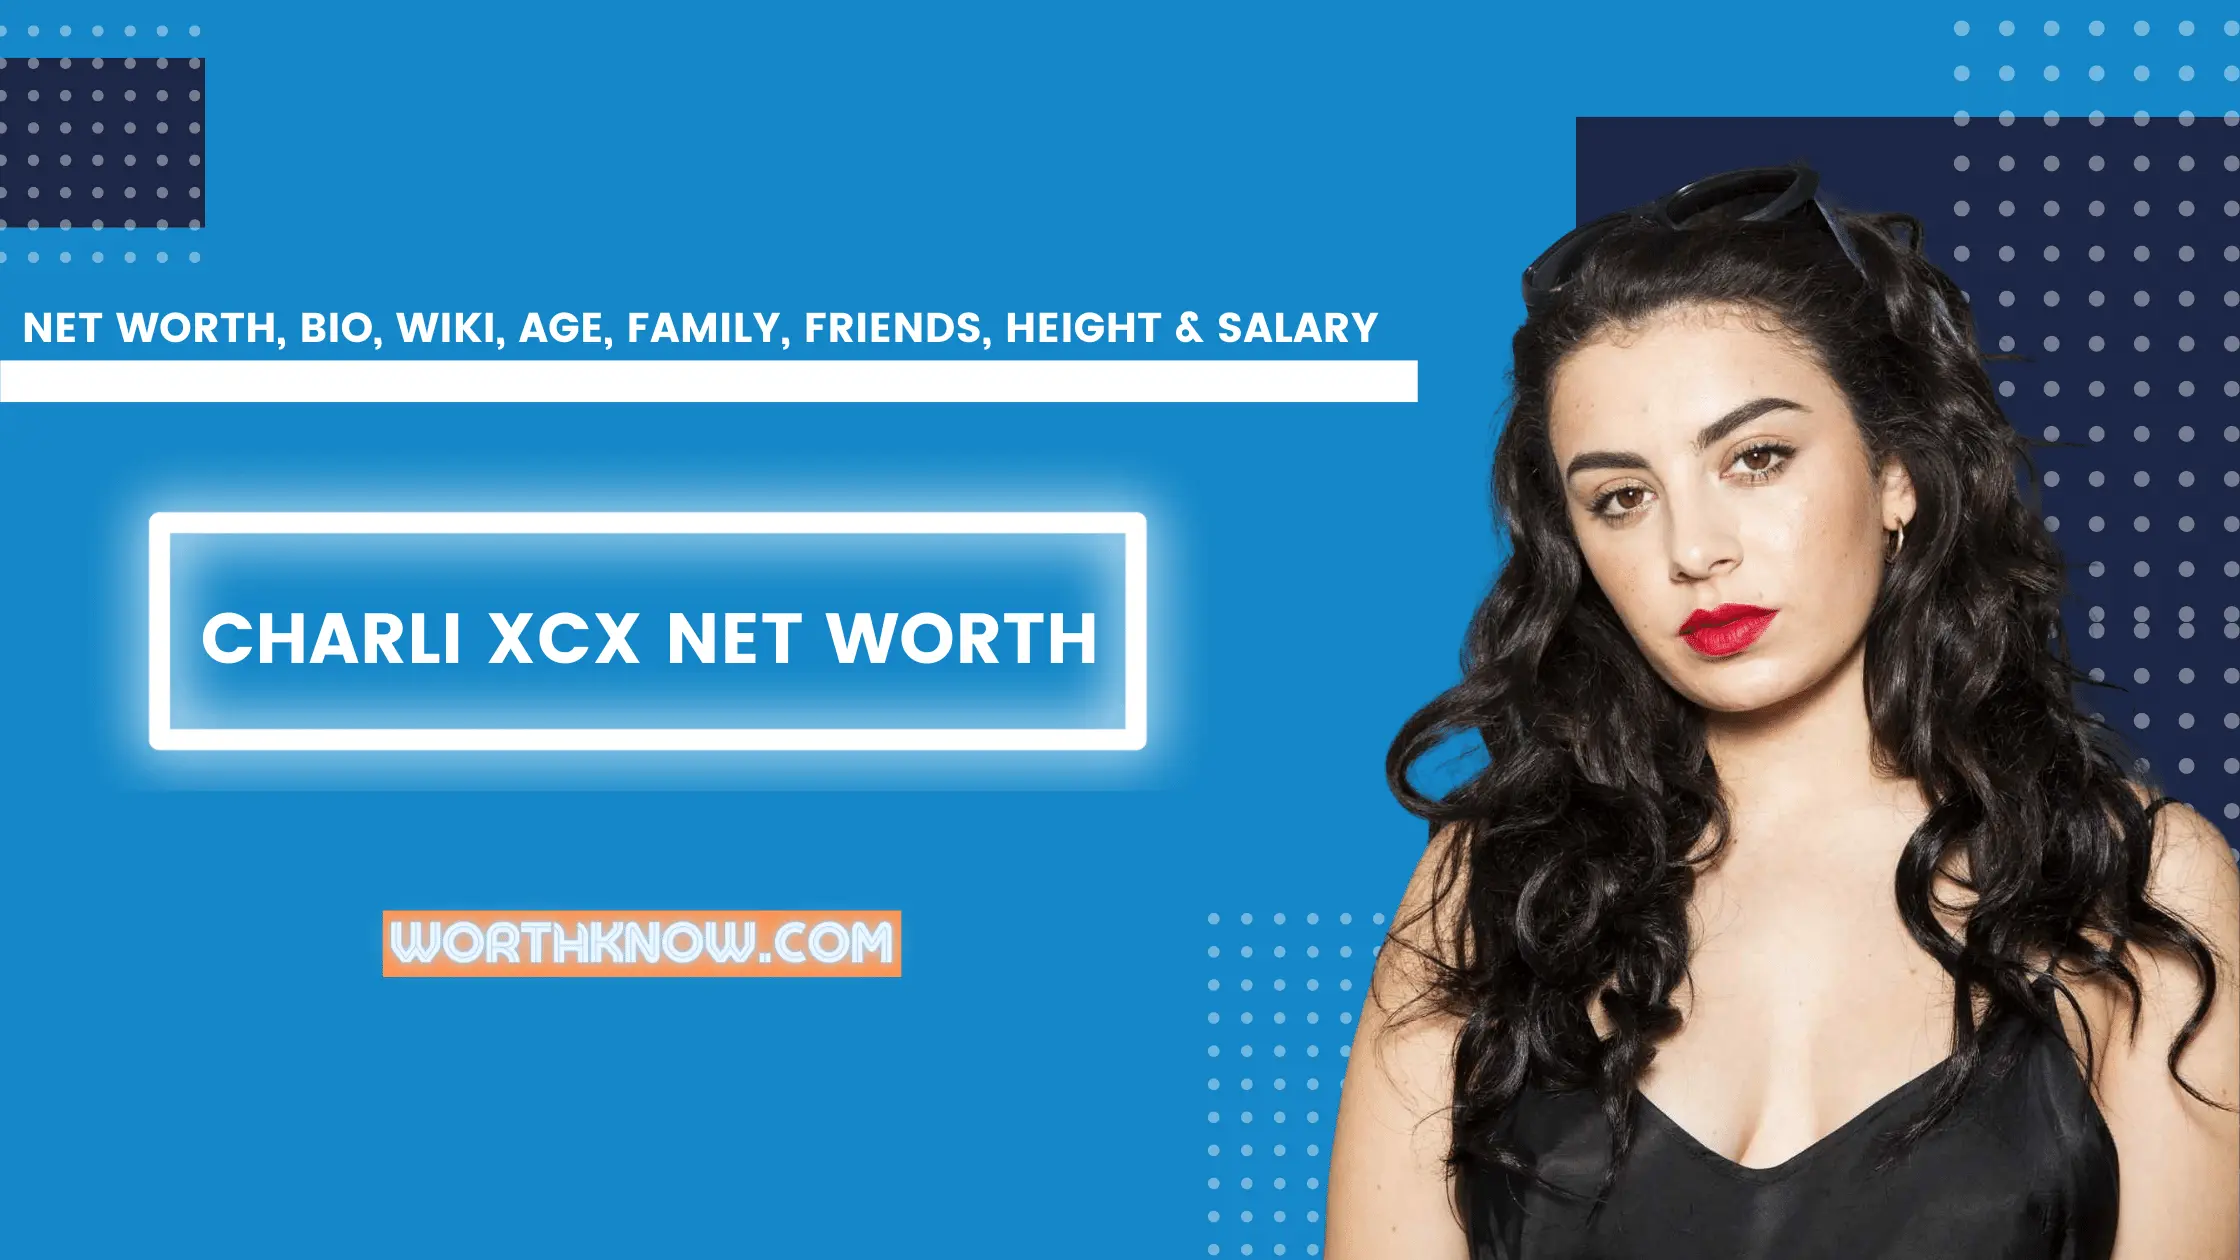 NET WORTH, BIO, WIKI, AGE, FAMILY, FRIENDS, HEIGHT & SALARY
CHARLI XCX NET WORTH
WORTHKNOW.COM